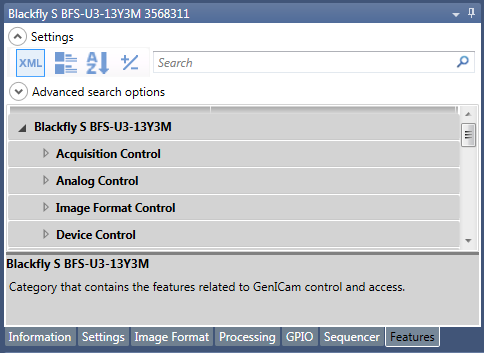 Blackfly S BFS-U3-13Y3M 3568311
Settings
XML A Z +/- Search
Advanced search options
Blackfly S BFS-U3-13Y3M
Acquisition Control
Analog Control
Image Format Control
Device Control
Blackfly S BFS-U3-13Y3M
Category that contains the features related to GenICam control and access.
Information Settings Image Format Processing GPIO Sequencer Features